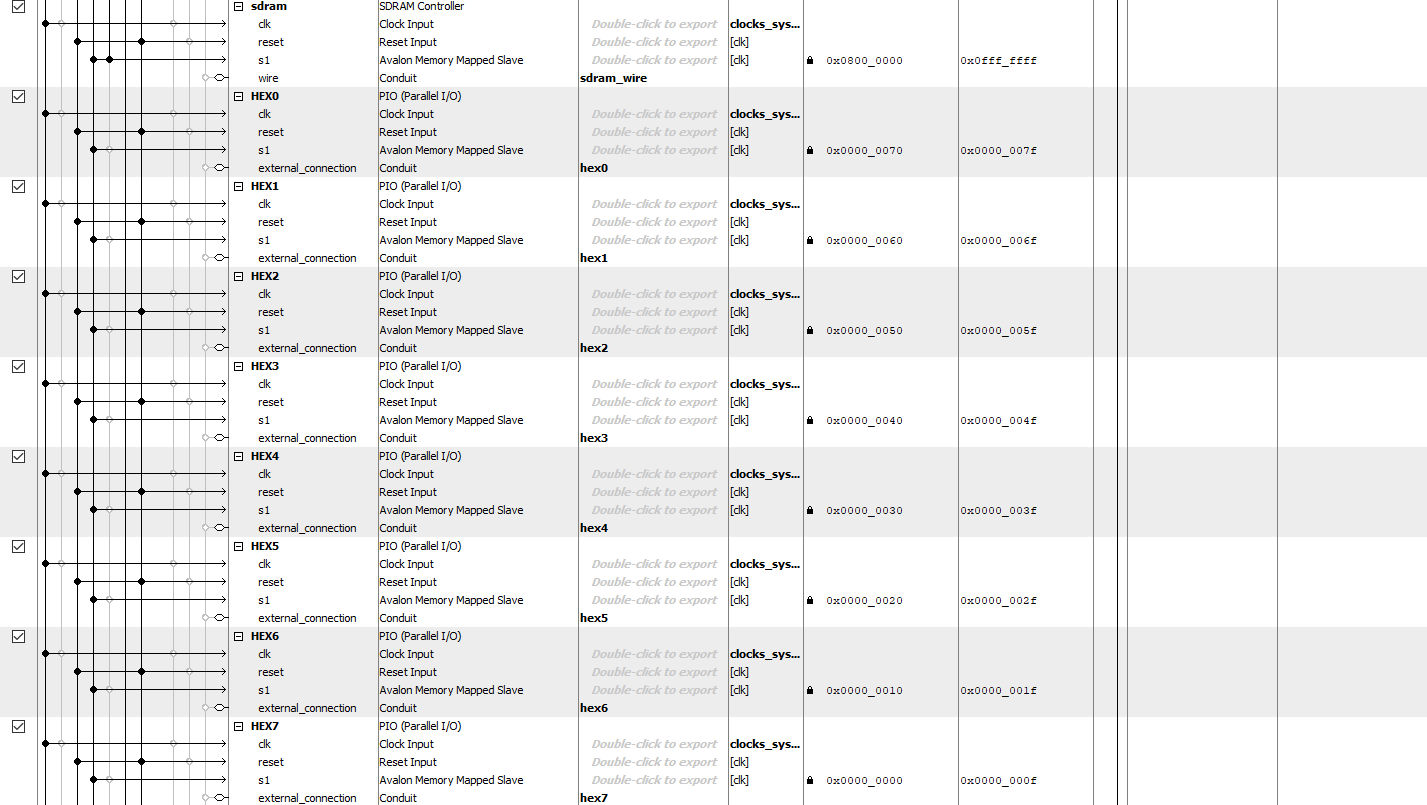 sdram SDRAM Controller
clk Clock Input Double-click to export clocks_sys...
reset Reset Input Double-click to export [clk]
s1 Avalon Memory Mapped Slave Double-click to export [clk] 0x0800_0000 0x0fff_ffff
wire Conduit sdram_wire
HEX0 PIO (Parallel I/O)
clk Clock Input Double-click to export clocks_sys...
reset Reset Input Double-click to export [clk]
s1 Avalon Memory Mapped Slave Double-click to export [clk] 0x0000_0070 0x0000_007f
external_connection Conduit hex0
HEX1 PIO (Parallel I/O)
clk Clock Input Double-click to export clocks_sys...
reset Reset Input Double-click to export [clk]
s1 Avalon Memory Mapped Slave Double-click to export [clk] 0x0000_0060 0x0000_006f
external_connection Conduit hex1
HEX2 PIO (Parallel I/O)
clk Clock Input Double-click to export clocks_sys...
reset Reset Input Double-click to export [clk]
s1 Avalon Memory Mapped Slave Double-click to export [clk] 0x0000_0050 0x0000_005f
external_connection Conduit hex2
HEX3 PIO (Parallel I/O)
clk Clock Input Double-click to export clocks_sys...
reset Reset Input Double-click to export [clk]
s1 Avalon Memory Mapped Slave Double-click to export [clk] 0x0000_0040 0x0000_004f
external_connection Conduit hex3
HEX4 PIO (Parallel I/O)
clk Clock Input Double-click to export clocks_sys...
reset Reset Input Double-click to export [clk]
s1 Avalon Memory Mapped Slave Double-click to export [clk] 0x0000_0030 0x0000_003f
external_connection Conduit hex4
HEX5 PIO (Parallel I/O)
clk Clock Input Double-click to export clocks_sys...
reset Reset Input Double-click to export [clk]
s1 Avalon Memory Mapped Slave Double-click to export [clk] 0x0000_0020 0x0000_002f
external_connection Conduit hex5
HEX6 PIO (Parallel I/O)
clk Clock Input Double-click to export clocks_sys...
reset Reset Input Double-click to export [clk]
s1 Avalon Memory Mapped Slave Double-click to export [clk] 0x0000_0010 0x0000_001f
external_connection Conduit hex6
HEX7 PIO (Parallel I/O)
clk Clock Input Double-click to export clocks_sys...
reset Reset Input Double-click to export [clk]
s1 Avalon Memory Mapped Slave Double-click to export [clk] 0x0000_0000 0x0000_000f
external_connection Conduit hex7